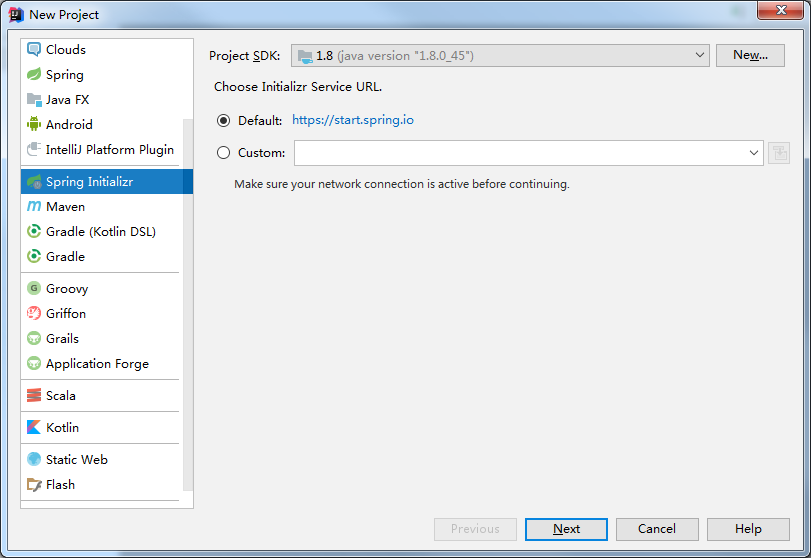 New Project
Clouds
Spring
Java FX
Android
IntelliJ Platform Plugin
Spring Initializr
Maven
Gradle (Kotlin DSL)
Gradle
Groovy
Griffon
Grails
Application Forge
Scala
Kotlin
Static Web
Flash
Project SDK: 1.8 (java version "1.8.0_45") New...
Choose Initializr Service URL.
Default: https://start.spring.io
Custom:
Make sure your network connection is active before continuing.
Previous Next Cancel Help